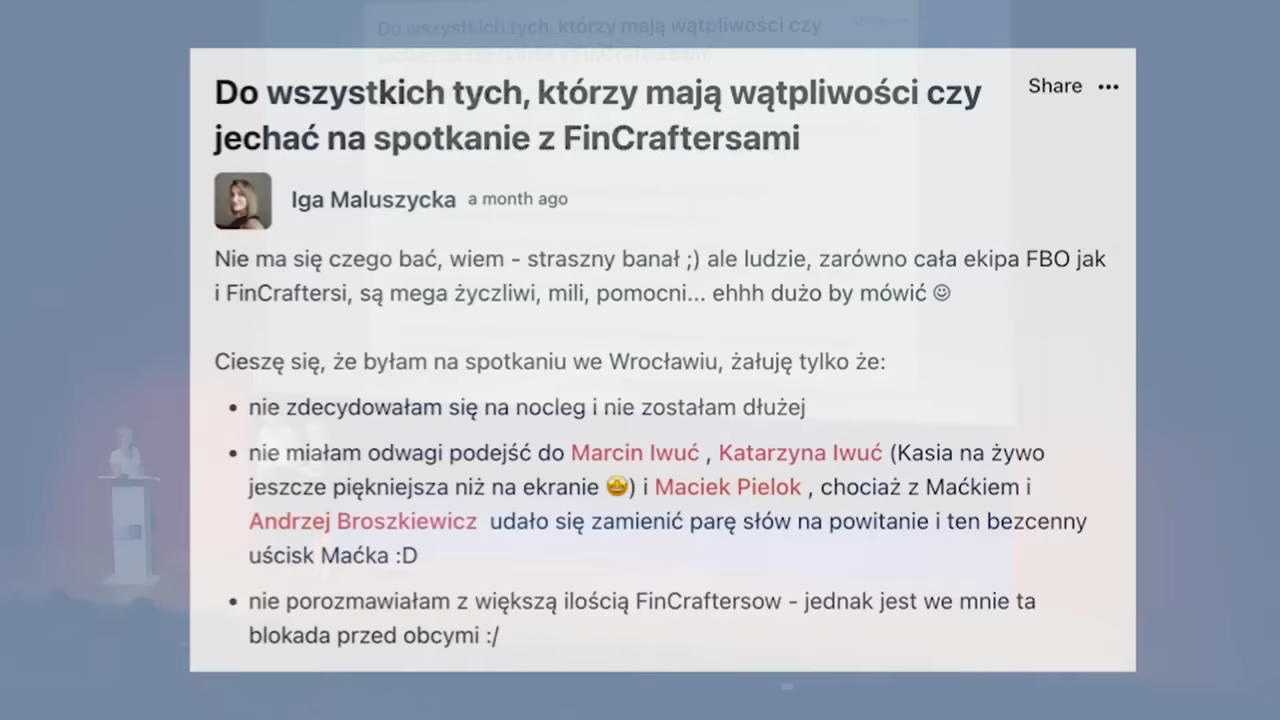 Do wszystkich tych, którzy mają wątpliwości czy
jechać na spotkanie z FinCraftersami
Share •••
Iga Maluszycka a month ago
Nie ma się czego bać, wiem - straszny banał ;) ale ludzie, zarówno cała ekipa FBO jak
i FinCraftersi, są mega życzliwi, mili, pomocni... ehhh dużo by mówić ☺
Cieszę się, że byłam na spotkaniu we Wrocławiu, żałuję tylko że:
• nie zdecydowałam się na nocleg i nie zostałam dłużej
• nie miałam odwagi podejść do Marcin Iwuć , Katarzyna Iwuć (Kasia na żywo
jeszcze piękniejsza niż na ekranie 🤩) i Maciek Pielok , chociaż z Maćkiem i
Andrzej Broszkiewicz udało się zamienić parę słów na powitanie i ten bezcenny
uścisk Maćka :D
• nie porozmawiałam z większą ilością FinCraftersow - jednak jest we mnie ta
blokada przed obcymi :/